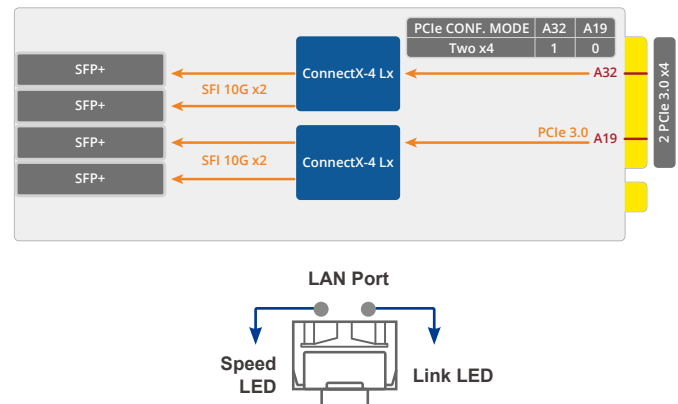 PCIe CONF. MODE A32 A19
Two x4 1 0
SFP+
SFP+
SFP+
SFP+
SFI 10G x2
SFI 10G x2
ConnectX-4 Lx
ConnectX-4 Lx
A32
PCIe 3.0 A19
2 PCIe 3.0 x4
LAN Port
Speed
LED
Link LED